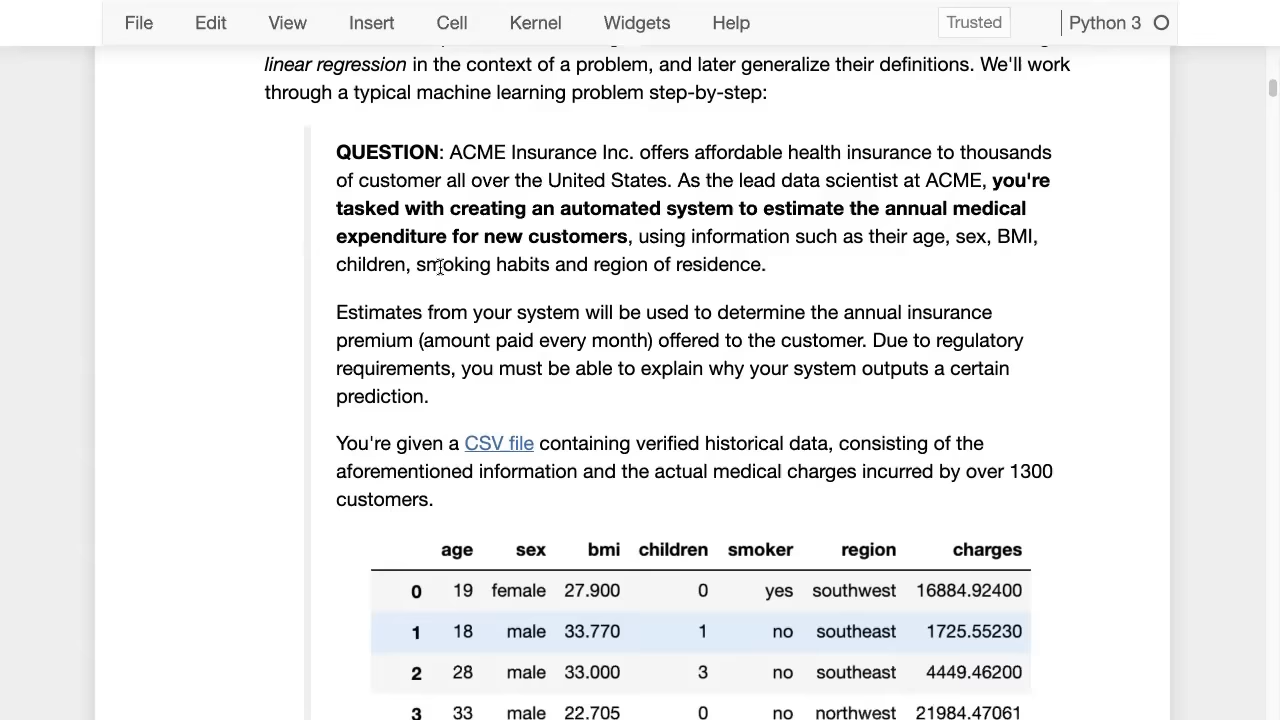 File Edit View Insert Cell Kernel Widgets Help Trusted Python 3
linear regression in the context of a problem, and later generalize their definitions. We'll work
through a typical machine learning problem step-by-step:
QUESTION: ACME Insurance Inc. offers affordable health insurance to thousands
of customer all over the United States. As the lead data scientist at ACME, you're
tasked with creating an automated system to estimate the annual medical
expenditure for new customers, using information such as their age, sex, BMI,
children, smoking habits and region of residence.
Estimates from your system will be used to determine the annual insurance
premium (amount paid every month) offered to the customer. Due to regulatory
requirements, you must be able to explain why your system outputs a certain
prediction.
You're given a CSV file containing verified historical data, consisting of the
aforementioned information and the actual medical charges incurred by over 1300
customers.
age sex bmi children smoker region charges
0 19 female 27.900 0 yes southwest 16884.92400
1 18 male 33.770 1 no southeast 1725.55230
2 28 male 33.000 3 no southeast 4449.46200
3 33 male 22.705 0 no northwest 21984.47061